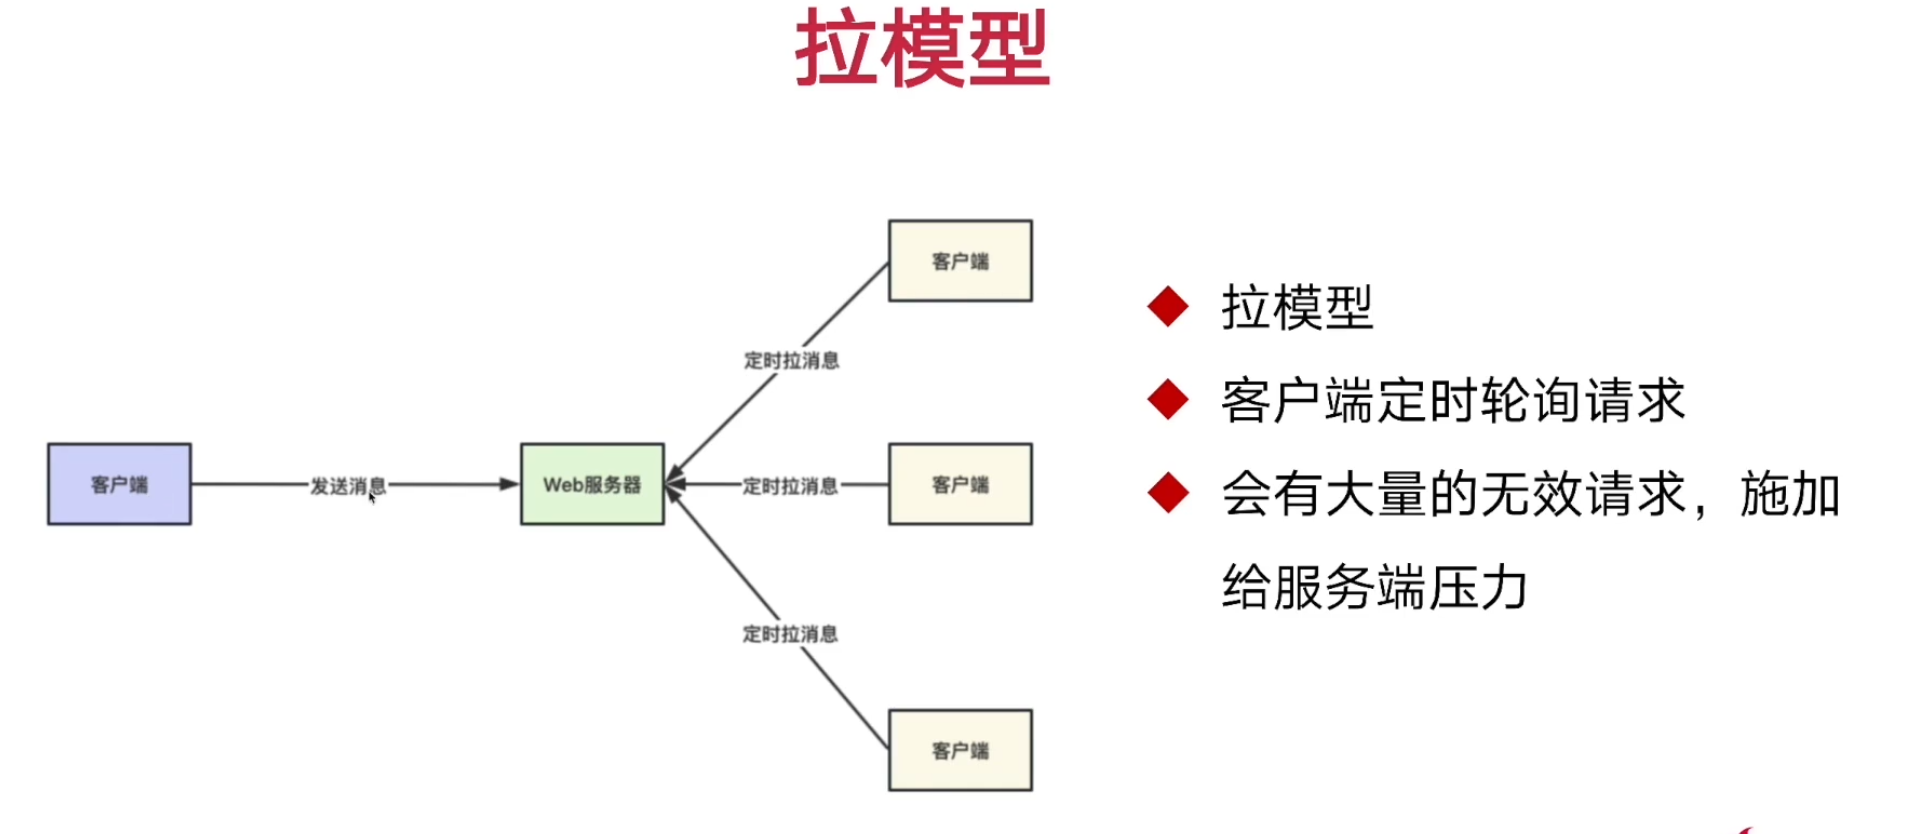 拉模型
客户端
定时拉消息
客户端
发送消息
Web服务器
定时拉消息
客户端
定时拉消息
客户端
拉模型
客户端定时轮询请求
会有大量的无效请求，施加
给服务端压力